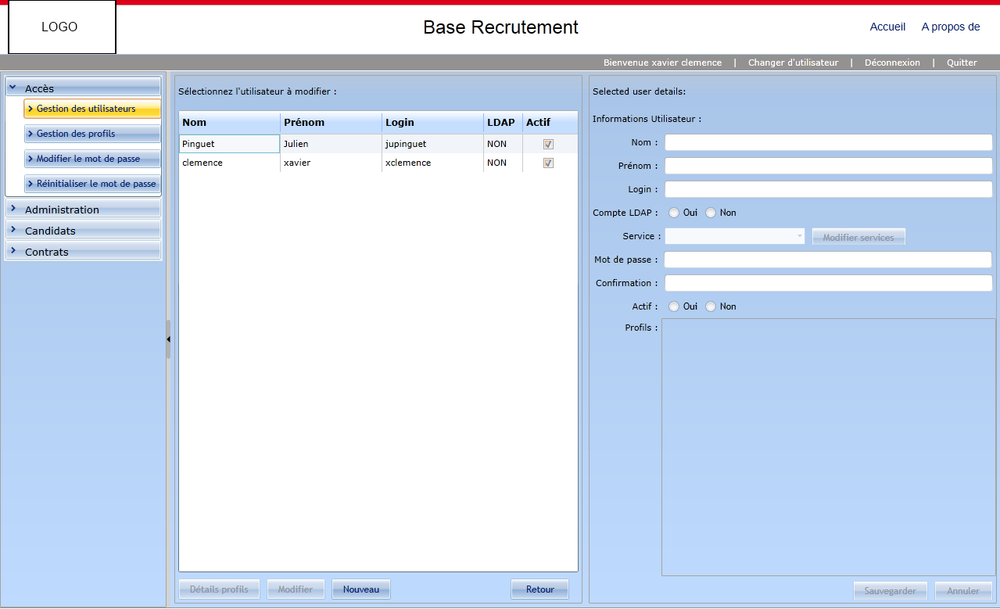 LOGO
Base Recrutement
Accueil A propos de
Bienvenue xavier clemence | Changer d'utilisateur | Déconnexion | Quitter
Accès
Gestion des utilisateurs
Gestion des profils
Modifier le mot de passe
Réinitialiser le mot de passe
Administration
Candidats
Contrats
Sélectionnez l'utilisateur à modifier :
Nom Prénom Login LDAP Actif
Pinguet Julien jupinguet NON
clemence xavier xclemence NON
Détails profils Modifier Nouveau Retour
Selected user details:
Informations Utilisateur :
Nom :
Prénom :
Login :
Compte LDAP : Oui Non
Service : Modifier services
Mot de passe :
Confirmation :
Actif : Oui Non
Profils :
Sauvegarder Annuler